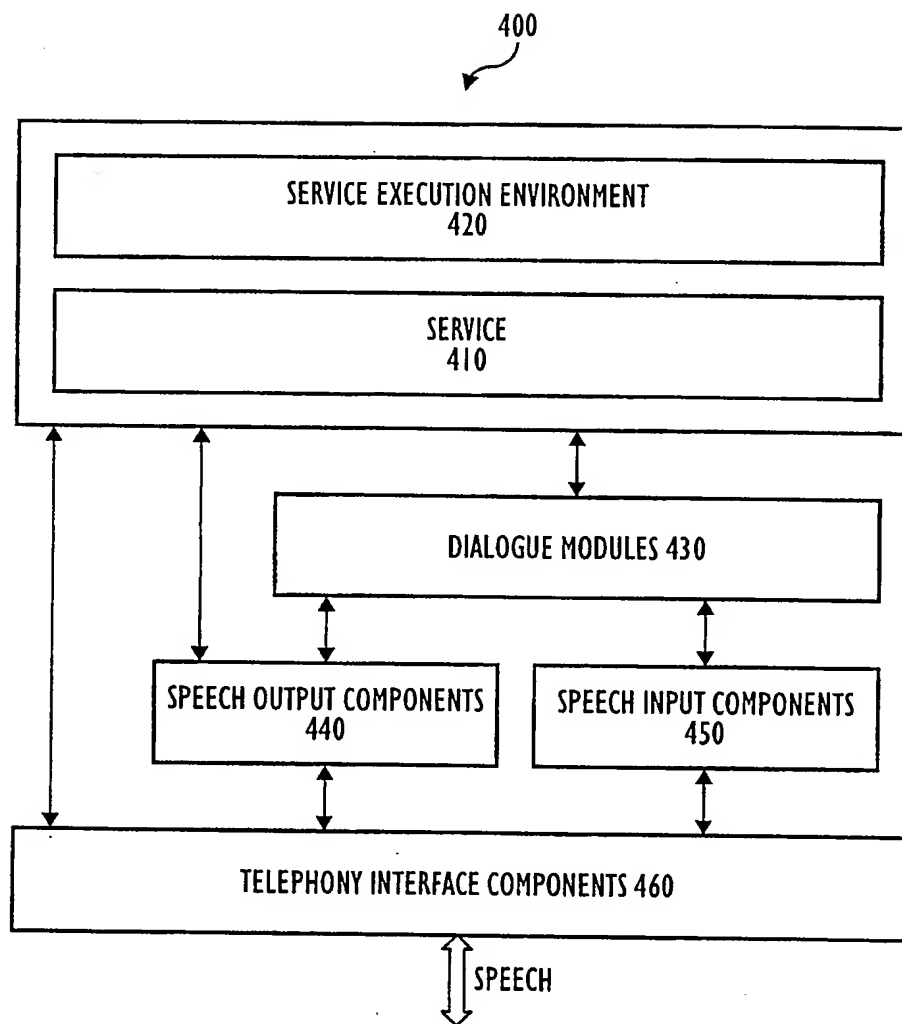 400
SERVICE EXECUTION ENVIRONMENT
420
SERVICE
410
DIALOGUE MODULES 430
SPEECH OUTPUT COMPONENTS
440
SPEECH INPUT COMPONENTS
450
TELEPHONY INTERFACE COMPONENTS 460
SPEECH